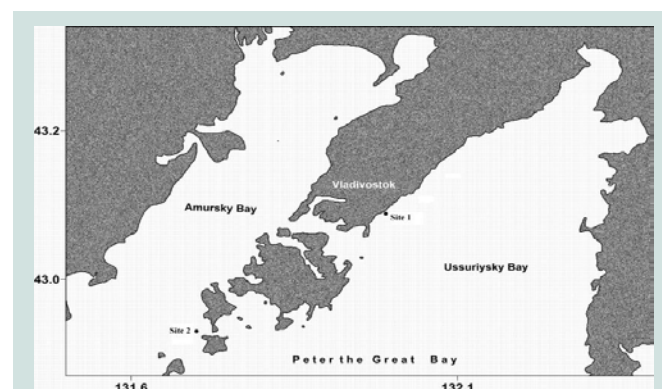 43.2
Vladivostok
Amursky Bay
Site 1
43.0
Ussuriysky Bay
Site 2
Peter the Great Bay
131.6
132.1